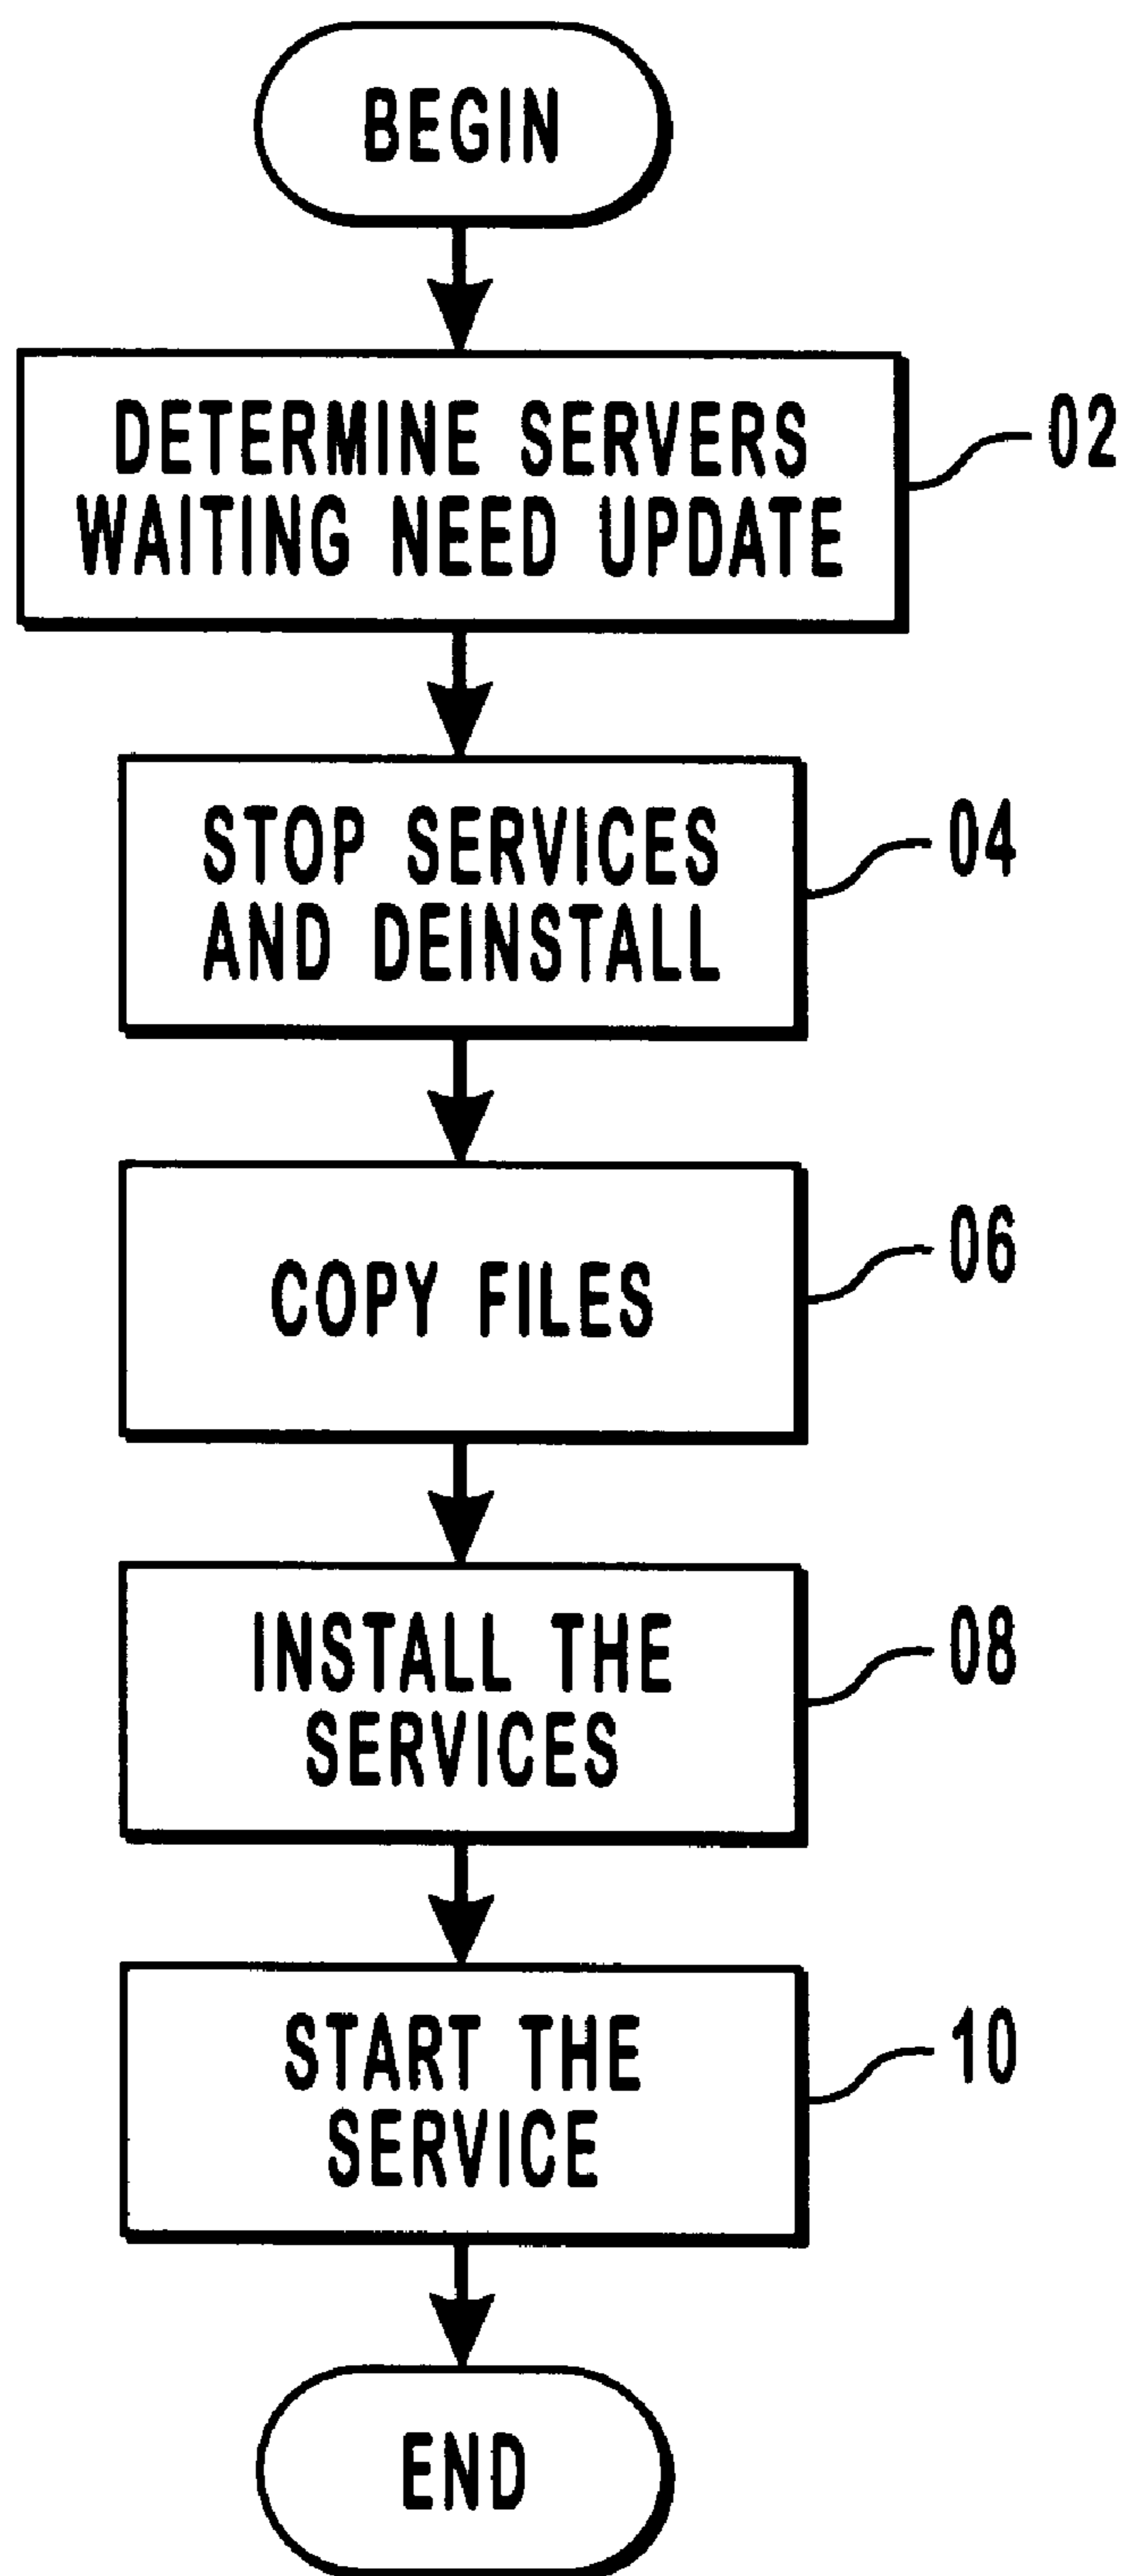 BEGIN
DETERMINE SERVERS
WAITING NEED UPDATE
02
STOP SERVICES
AND DEINSTALL
04
COPY FILES
06
INSTALL THE
SERVICES
08
START THE
SERVICE
10
END